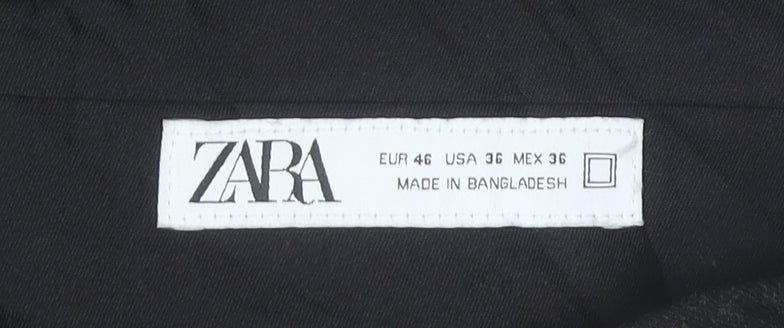 ZARA
EUR 46 USA 36 MEX 36
MADE IN BANGLADESH